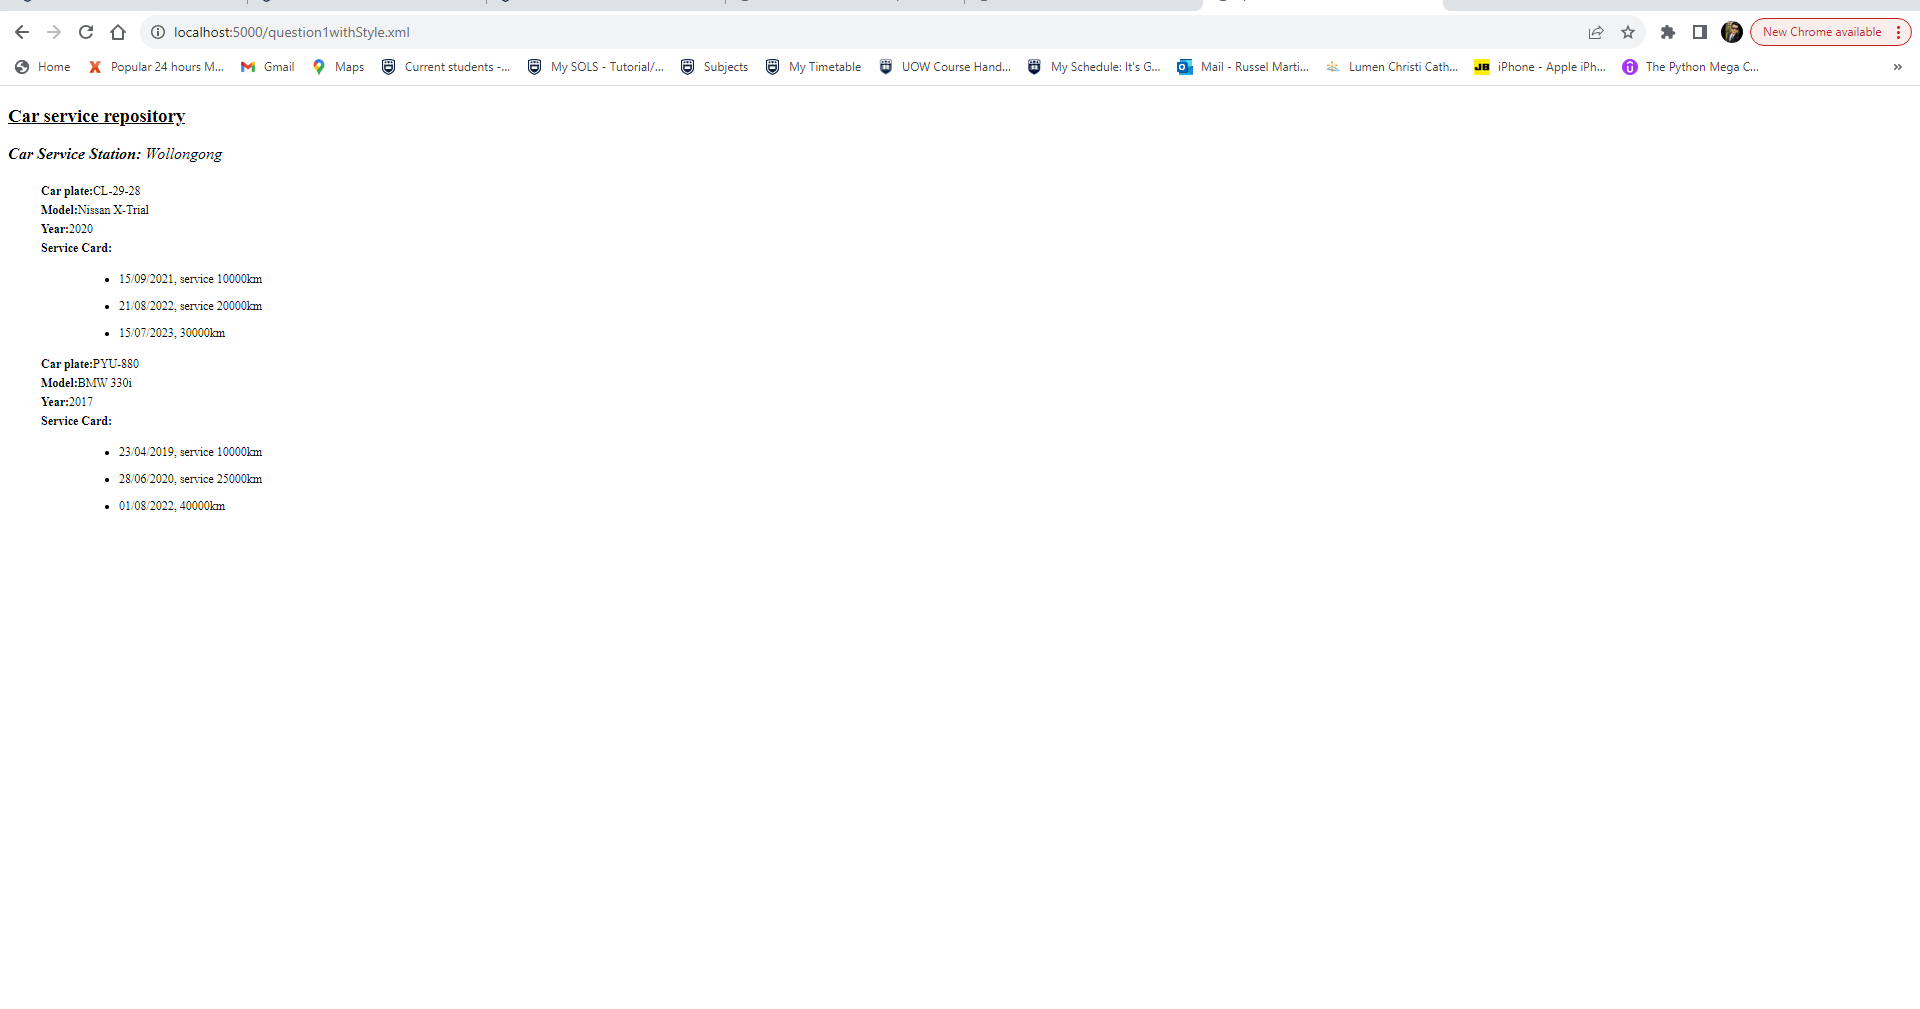 localhost:5000/question1withStyle.xml
New Chrome available
Home Popular 24 hours M... Gmail Maps Current students -... My SOLS - Tutorial/... Subjects My Timetable UOW Course Hand... My Schedule: It's G... Mail - Russel Marti... Lumen Christi Cath... JB iPhone - Apple iPh... The Python Mega C... »
Car service repository
Car Service Station: Wollongong
Car plate:CL-29-28
Model:Nissan X-Trial
Year:2020
Service Card:
• 15/09/2021, service 10000km
• 21/08/2022, service 20000km
• 15/07/2023, 30000km
Car plate:PYU-880
Model:BMW 330i
Year:2017
Service Card:
• 23/04/2019, service 10000km
• 28/06/2020, service 25000km
• 01/08/2022, 40000km